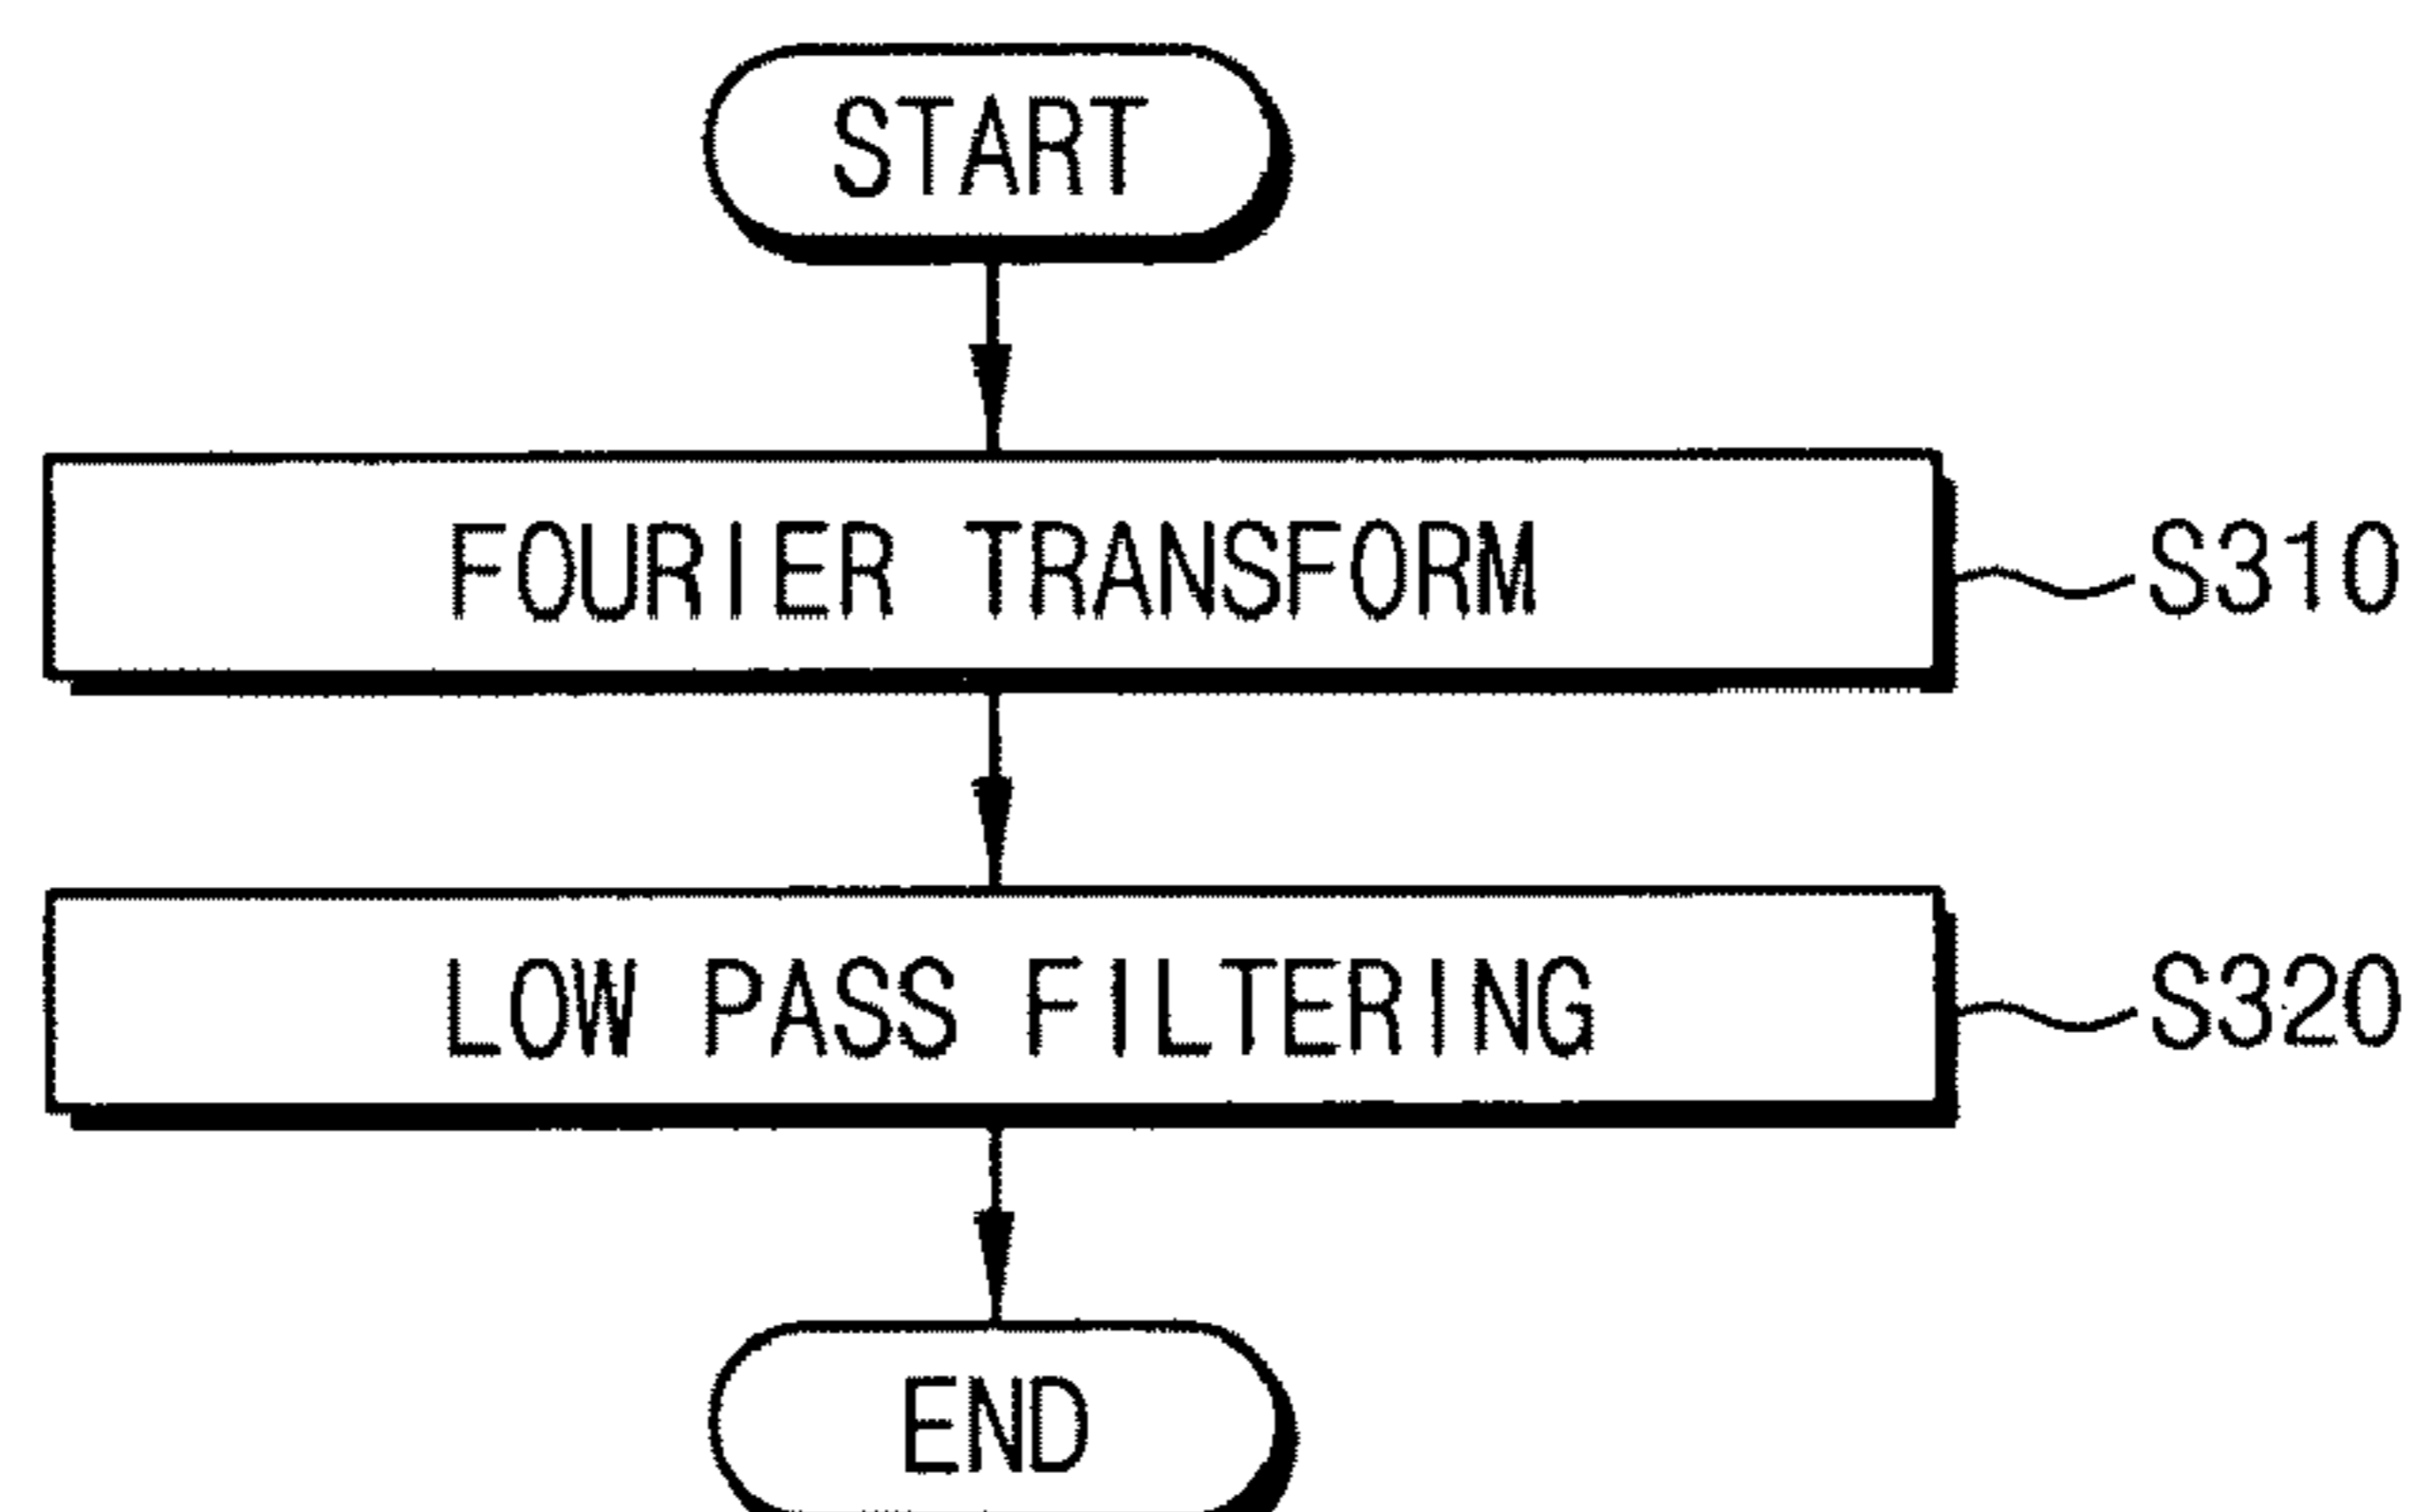 START
FOURIER TRANSFORM
S310
LOW PASS FILTERING
S320
END